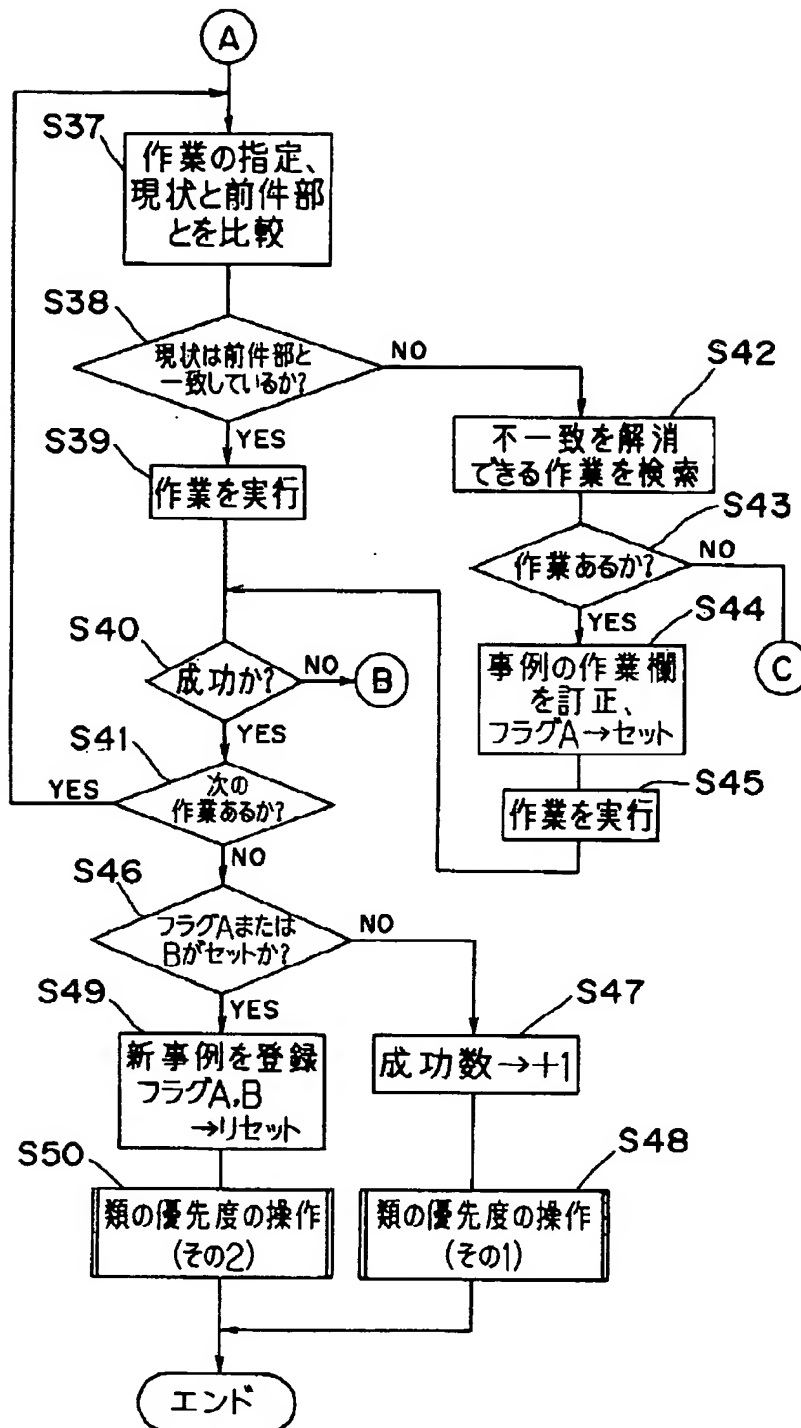 A
S37
作業の指定、
現状と前件部
とを比較
S38
現状は前件部と
一致しているか?
NO
YES
S42
不一致を解消
できる作業を検索
S39
作業を実行
S43
作業あるか?
NO
YES
S44
事例の作業欄
を訂正、
フラグA→セット
C
S40
成功か?
NO
B
YES
S45
作業を実行
S41
次の
作業あるか?
YES
NO
S46
フラグAまたは
Bがセットか?
NO
YES
S49
新事例を登録
フラグA,B
→リセット
S47
成功数→+1
S50
類の優先度の操作
(その2)
S48
類の優先度の操作
(その1)
エンド